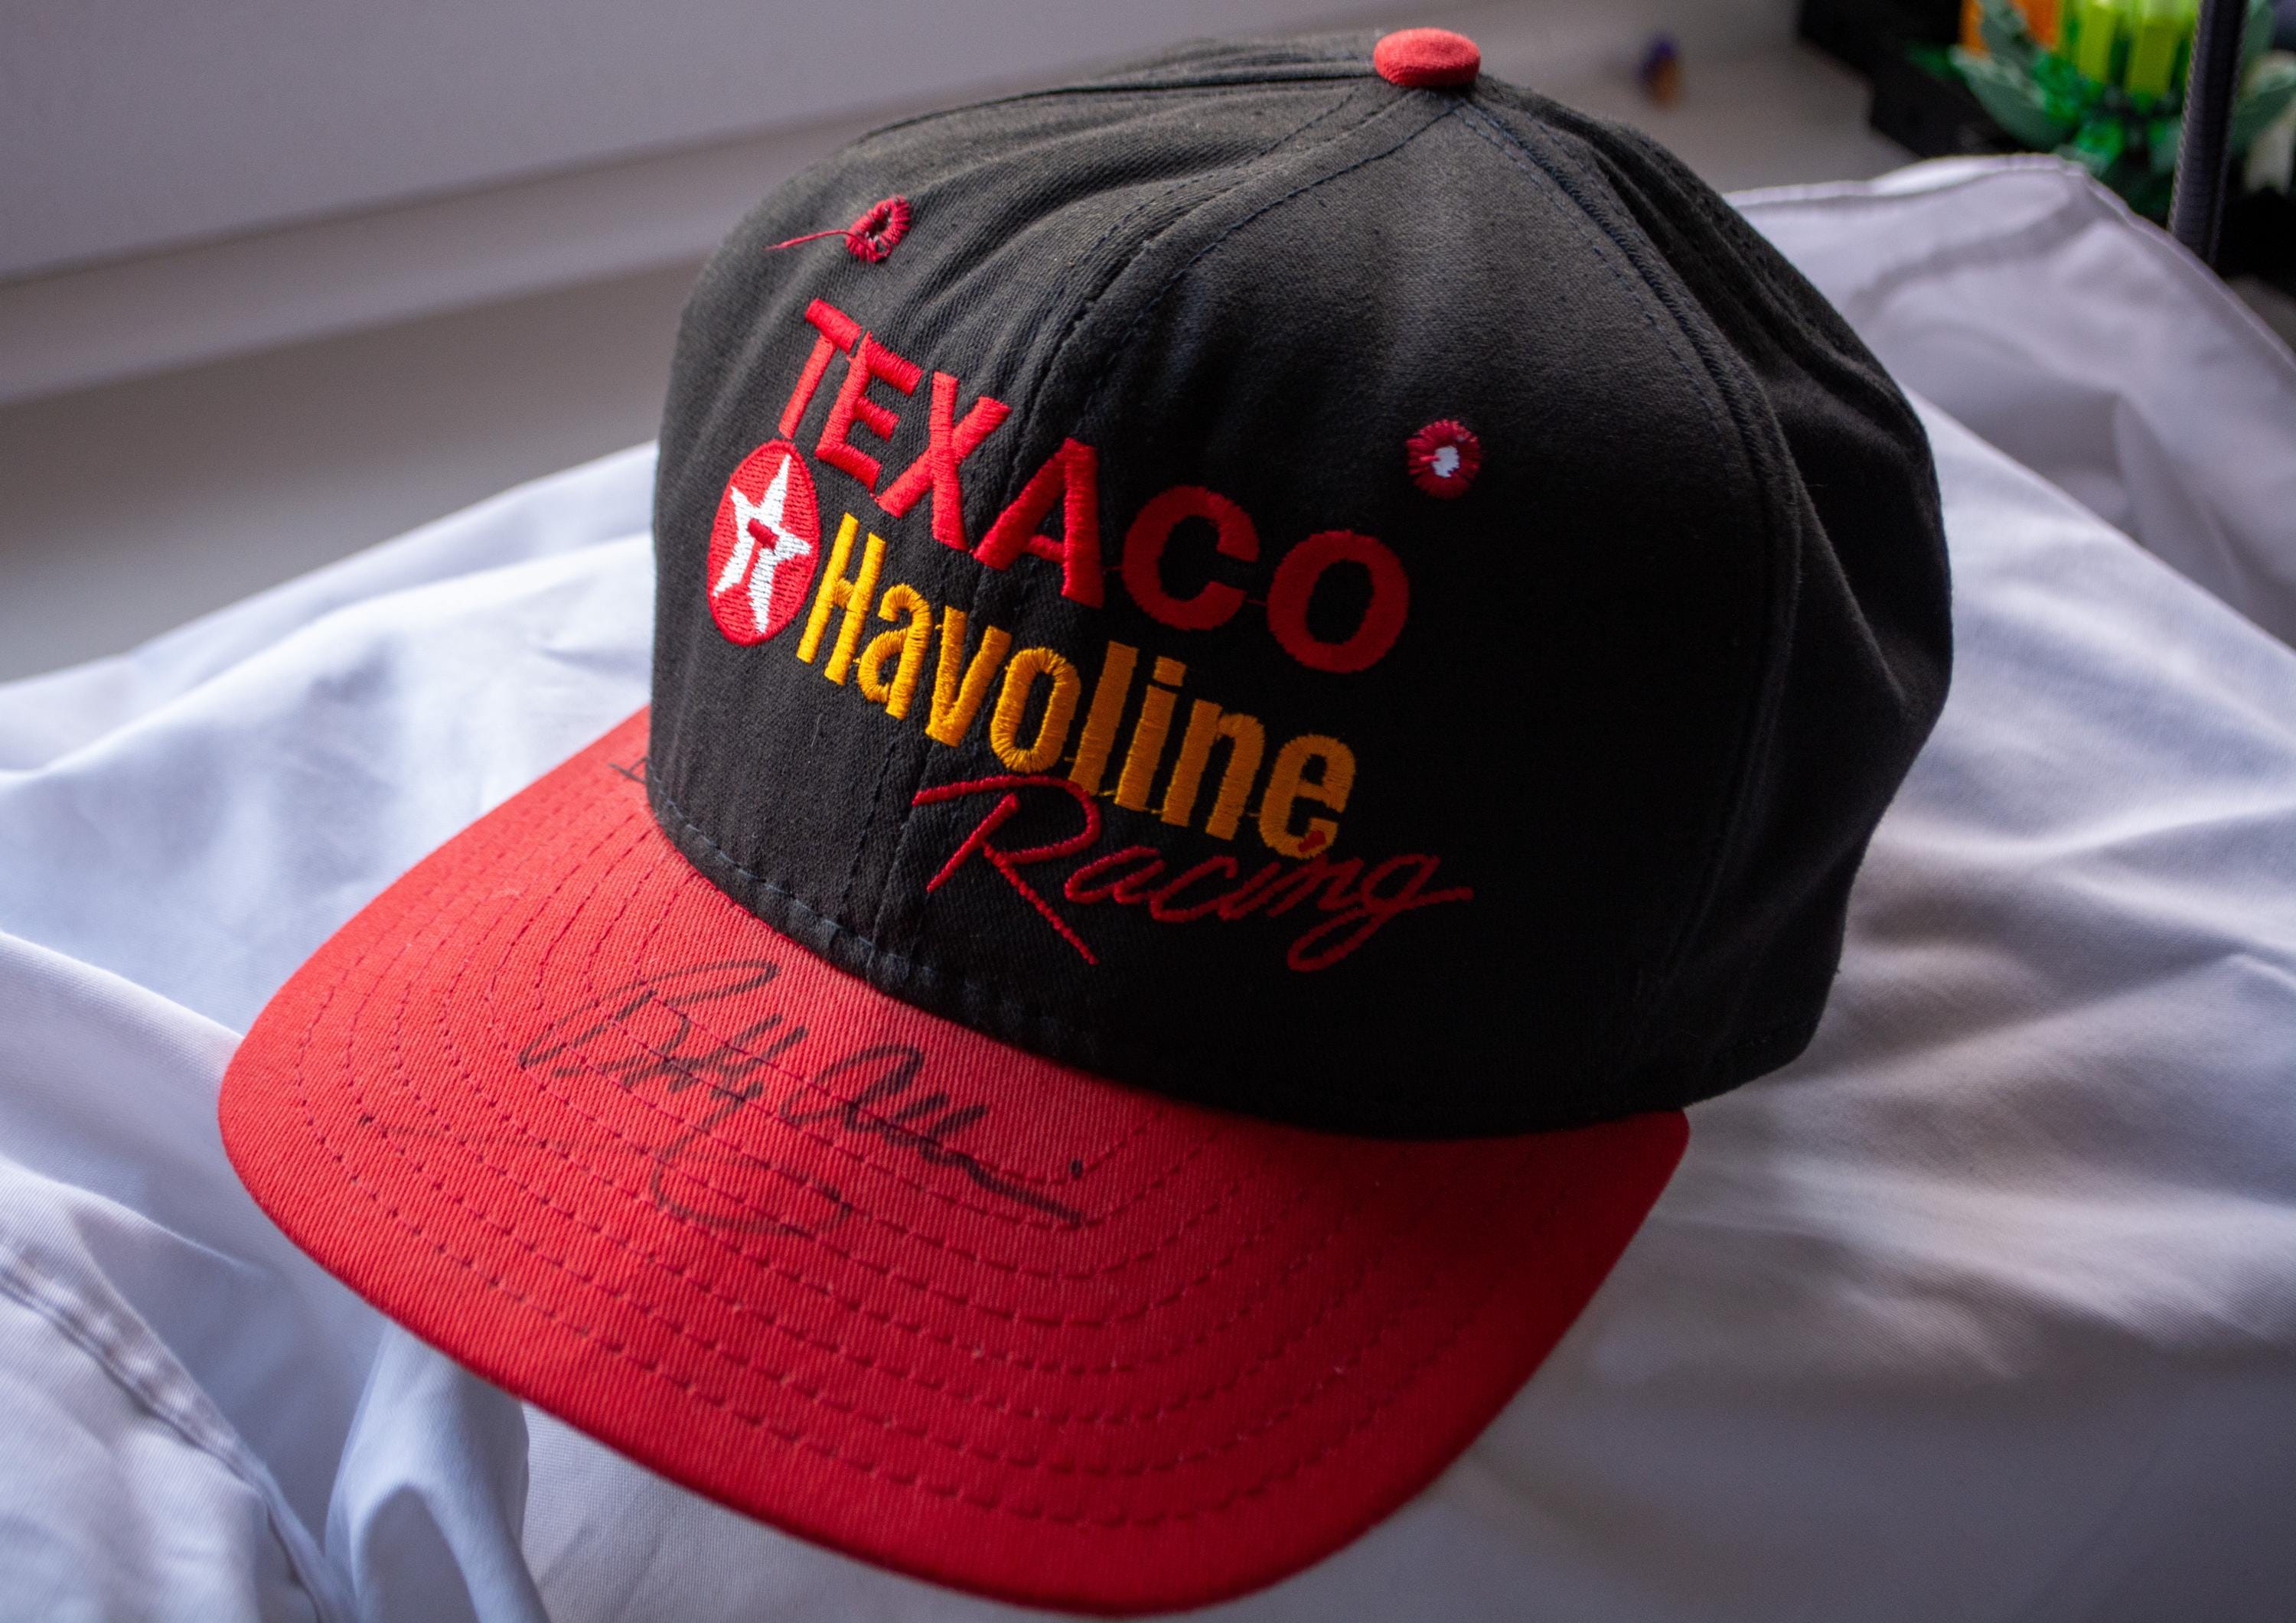 TEXACO
T Havoline
Racing